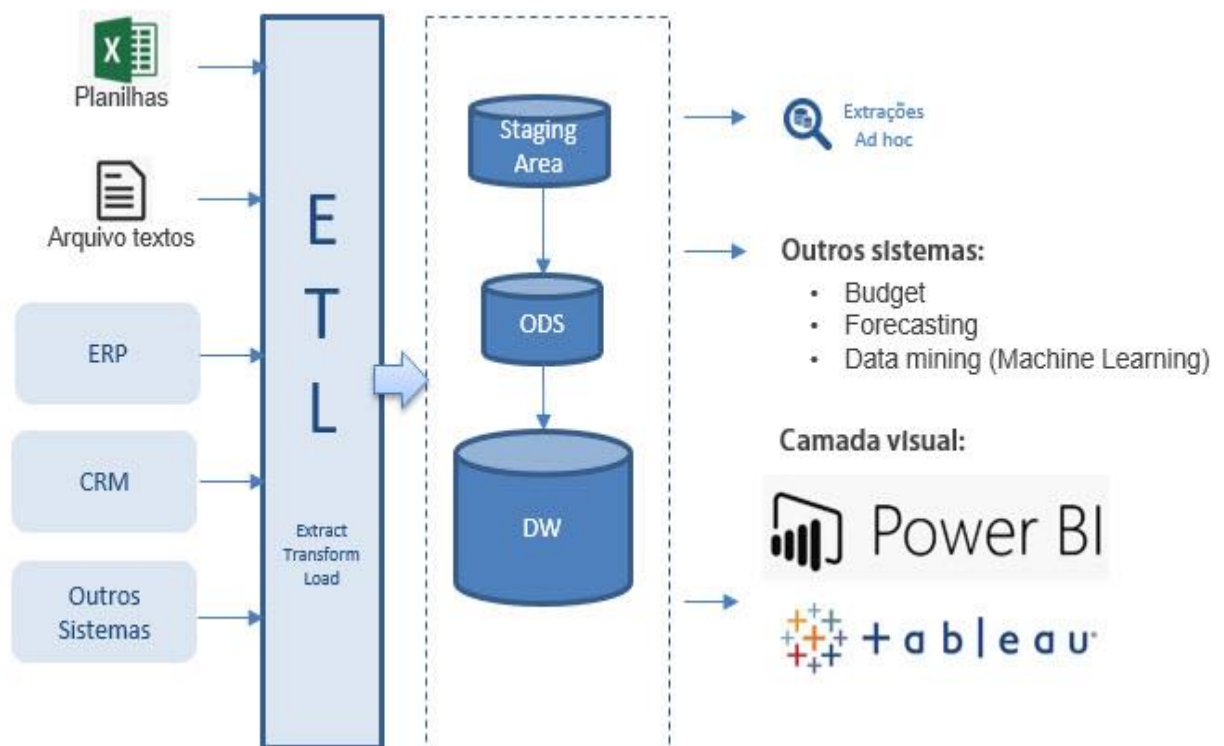 X
Planilhas
Arquivo textos
ERP
CRM
Outros
Sistemas
E
T
L
Extract
Transform
Load
Staging
Area
ODS
DW
Extrações
Ad hoc
Outros sistemas:
• Budget
• Forecasting
• Data mining (Machine Learning)
Camada visual:
Power BI
+ a b l e a u®